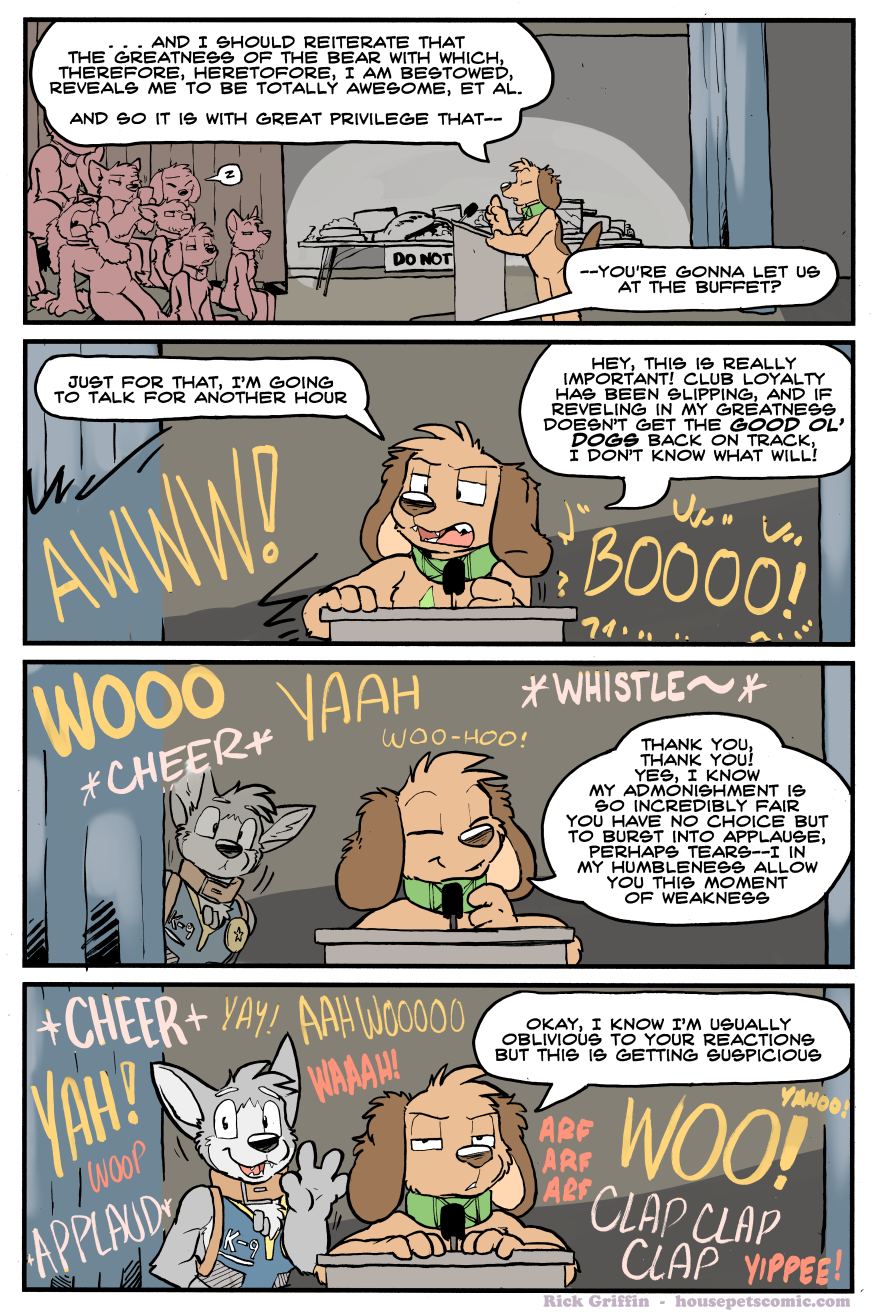 . . . AND I SHOULD REITERATE THAT
THE GREATNESS OF THE BEAR WITH WHICH,
THEREFORE, HERETOFORE, I AM BESTOWED,
REVEALS ME TO BE TOTALLY AWESOME, ET AL.
AND SO IT IS WITH GREAT PRIVILEGE THAT--
Z
DO NOT
--YOU'RE GONNA LET US
AT THE BUFFET?
JUST FOR THAT, I'M GOING
TO TALK FOR ANOTHER HOUR
AWWW!
HEY, THIS IS REALLY
IMPORTANT! CLUB LOYALTY
HAS BEEN SLIPPING, AND IF
REVELING IN MY GREATNESS
DOESN'T GET THE GOOD OL'
DOGS BACK ON TRACK,
I DON'T KNOW WHAT WILL!
BOOOO!
WOOO
YAAH
*WHISTLE~*
*CHEER*
WOO-HOO!
THANK YOU,
THANK YOU!
YES, I KNOW
MY ADMONISHMENT IS
SO INCREDIBLY FAIR
YOU HAVE NO CHOICE BUT
TO BURST INTO APPLAUSE,
PERHAPS TEARS--I IN
MY HUMBLENESS ALLOW
YOU THIS MOMENT
OF WEAKNESS
K-9
*CHEER*
YAY!
AAHWOOOOO
WAAAH!
YAH!
WOOP
*APPLAUD*
K-9
OKAY, I KNOW I'M USUALLY
OBLIVIOUS TO YOUR REACTIONS
BUT THIS IS GETTING SUSPICIOUS
ARF
ARF
ARF
WOO!
YAHOO!
CLAP CLAP
CLAP
YIPPEE!
Rick Griffin - housepetscomic.com